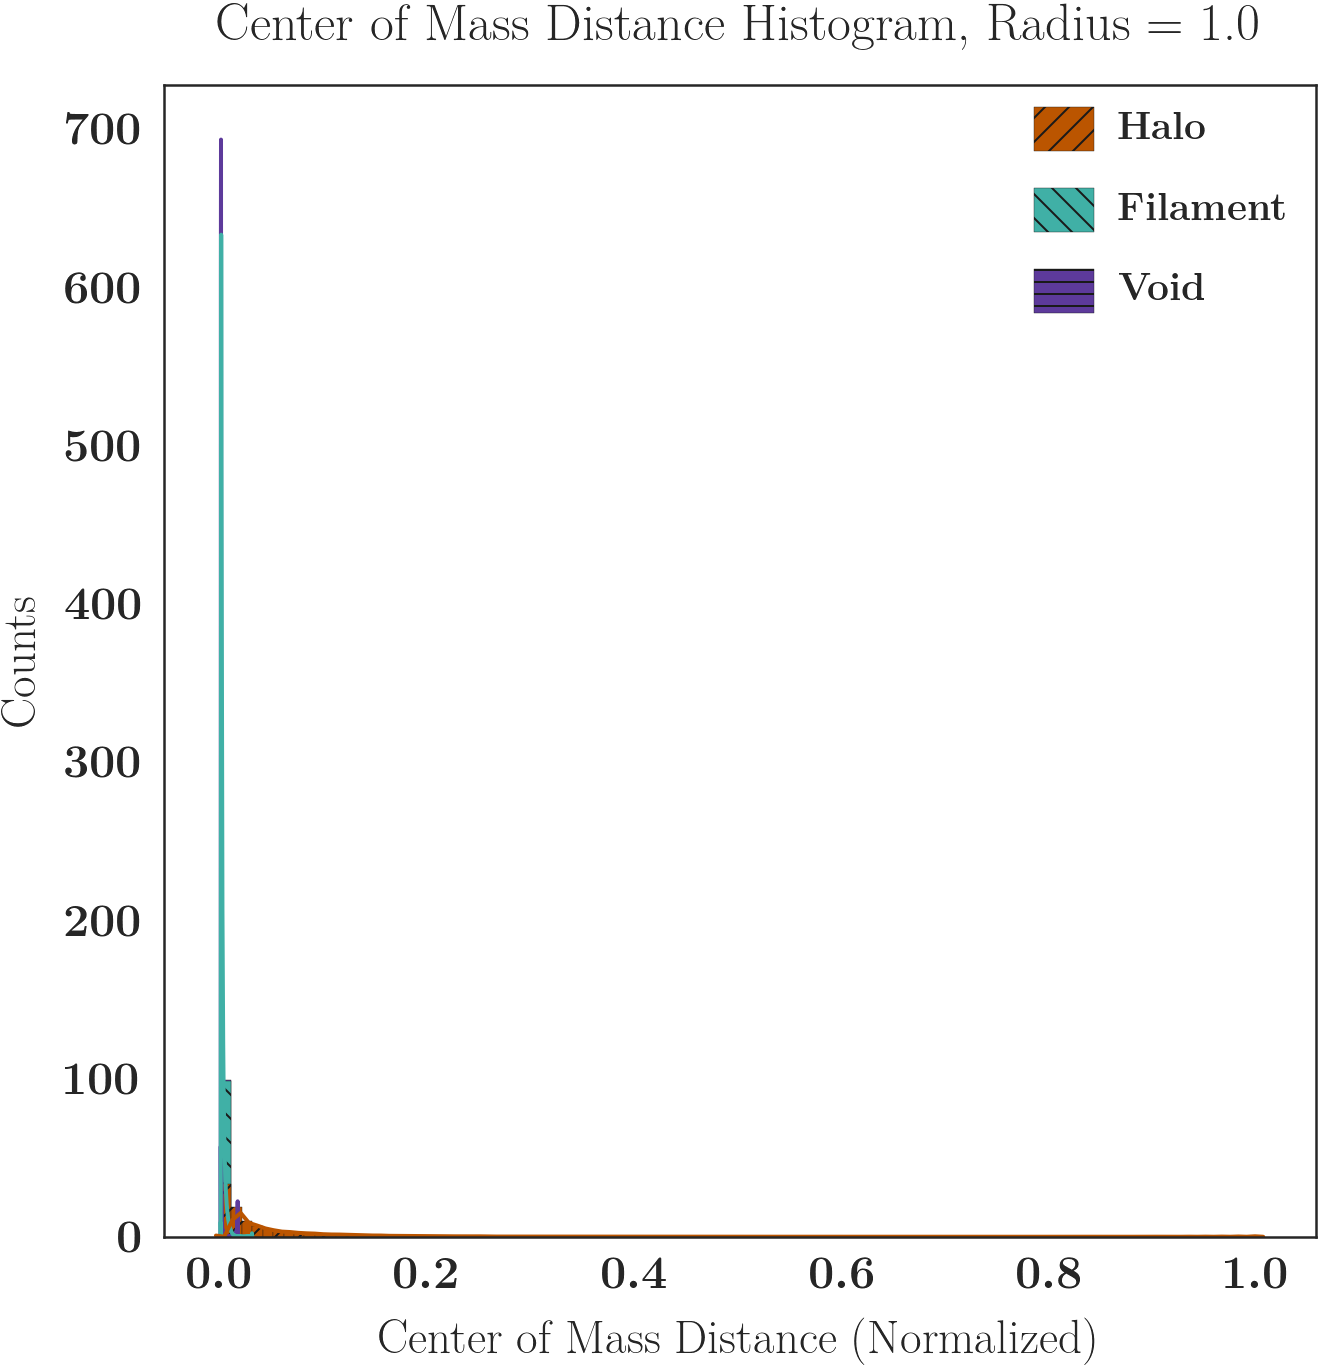 Center of Mass Distance Histogram, Radius = 1.0
Halo
Filament
Void
700
600
500
400
300
200
100
0
Counts
0.0 0.2 0.4 0.6 0.8 1.0
Center of Mass Distance (Normalized)